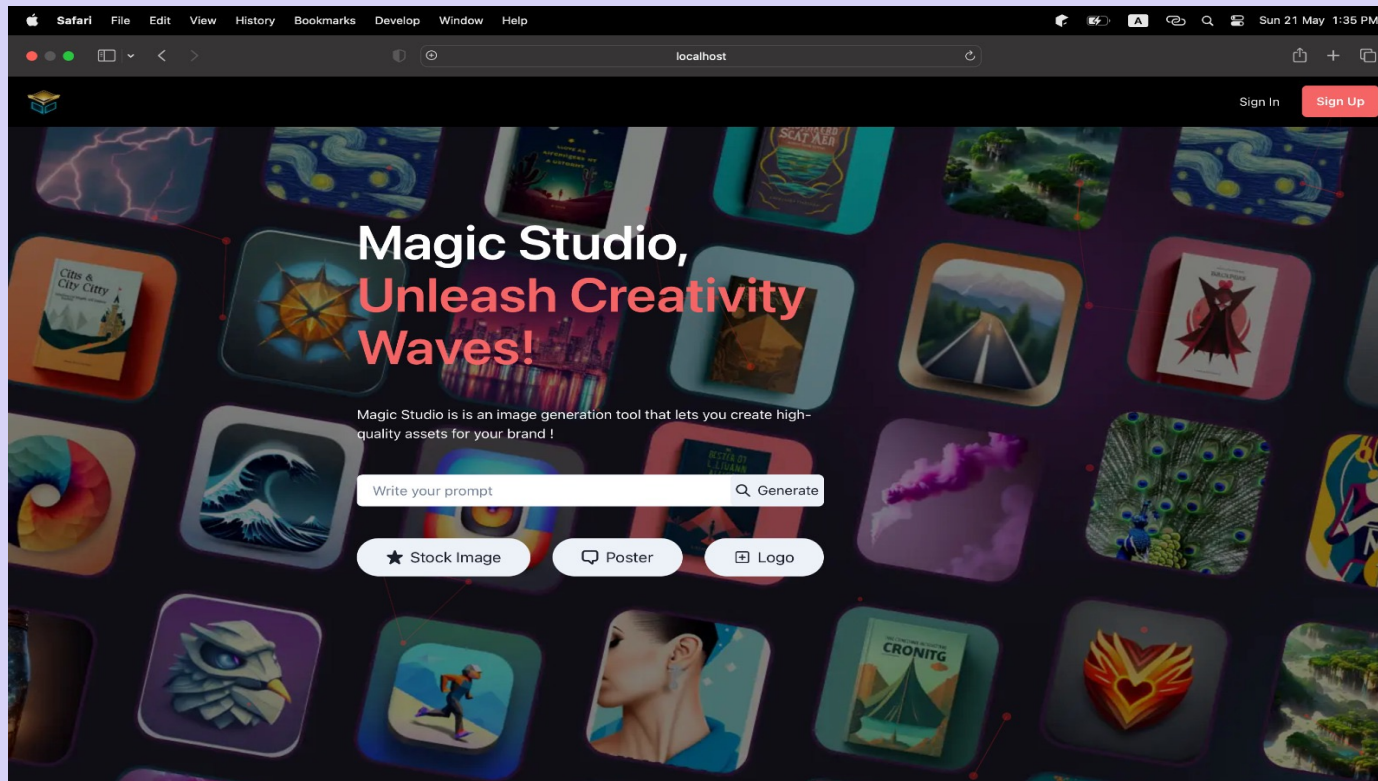 Safari File Edit View History Bookmarks Develop Window Help
A
Sun 21 May 1:35 PM
localhost
Sign In
Sign Up
SCAT
Citis &
City Citty
Magic Studio,
Unleash Creativity
Waves!
Magic Studio is is an image generation tool that lets you create high-
quality assets for your brand !
Write your prompt
Generate
Stock Image
Poster
Logo
CRONITG